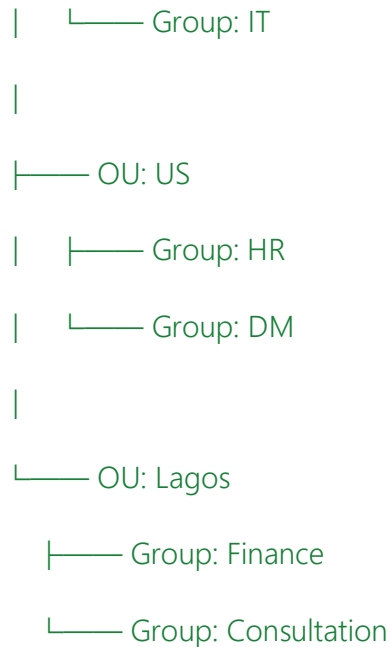 │ └─── Group: IT
│
├─── OU: US
│ ├─── Group: HR
│ └─── Group: DM
│
└─── OU: Lagos
├─── Group: Finance
└─── Group: Consultation